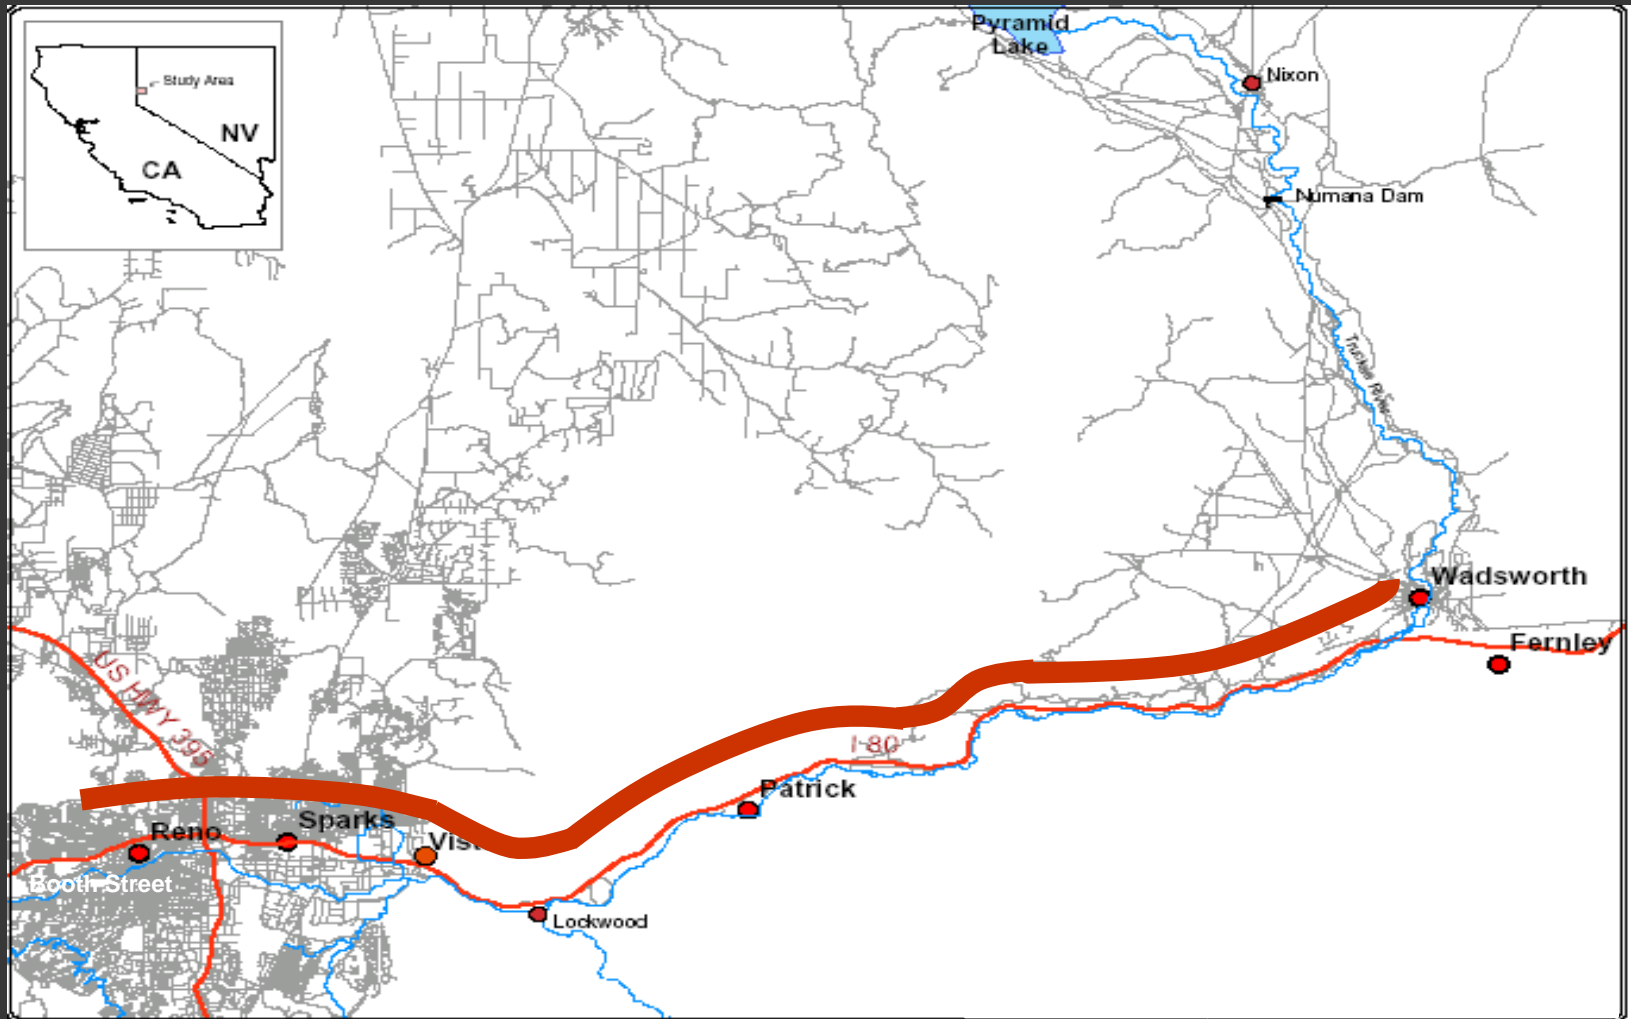 Pyramid
Lake
Study Area
Nixon
NV
CA
Numana Dam
Truckee River
Wadsworth
Fernley
US HWY 395
I-80
Patrick
Sparks
Reno
Booth Street
Lockwood